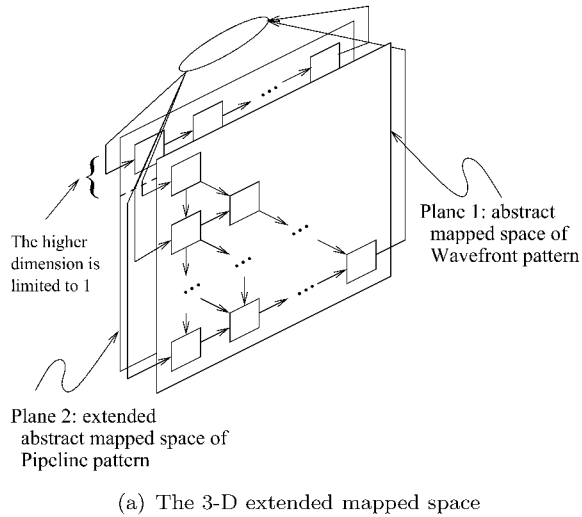 The higher
dimension is
limited to 1
Plane 1: abstract
mapped space of
Wavefront pattern
Plane 2: extended
abstract mapped space of
Pipeline pattern
(a) The 3-D extended mapped space